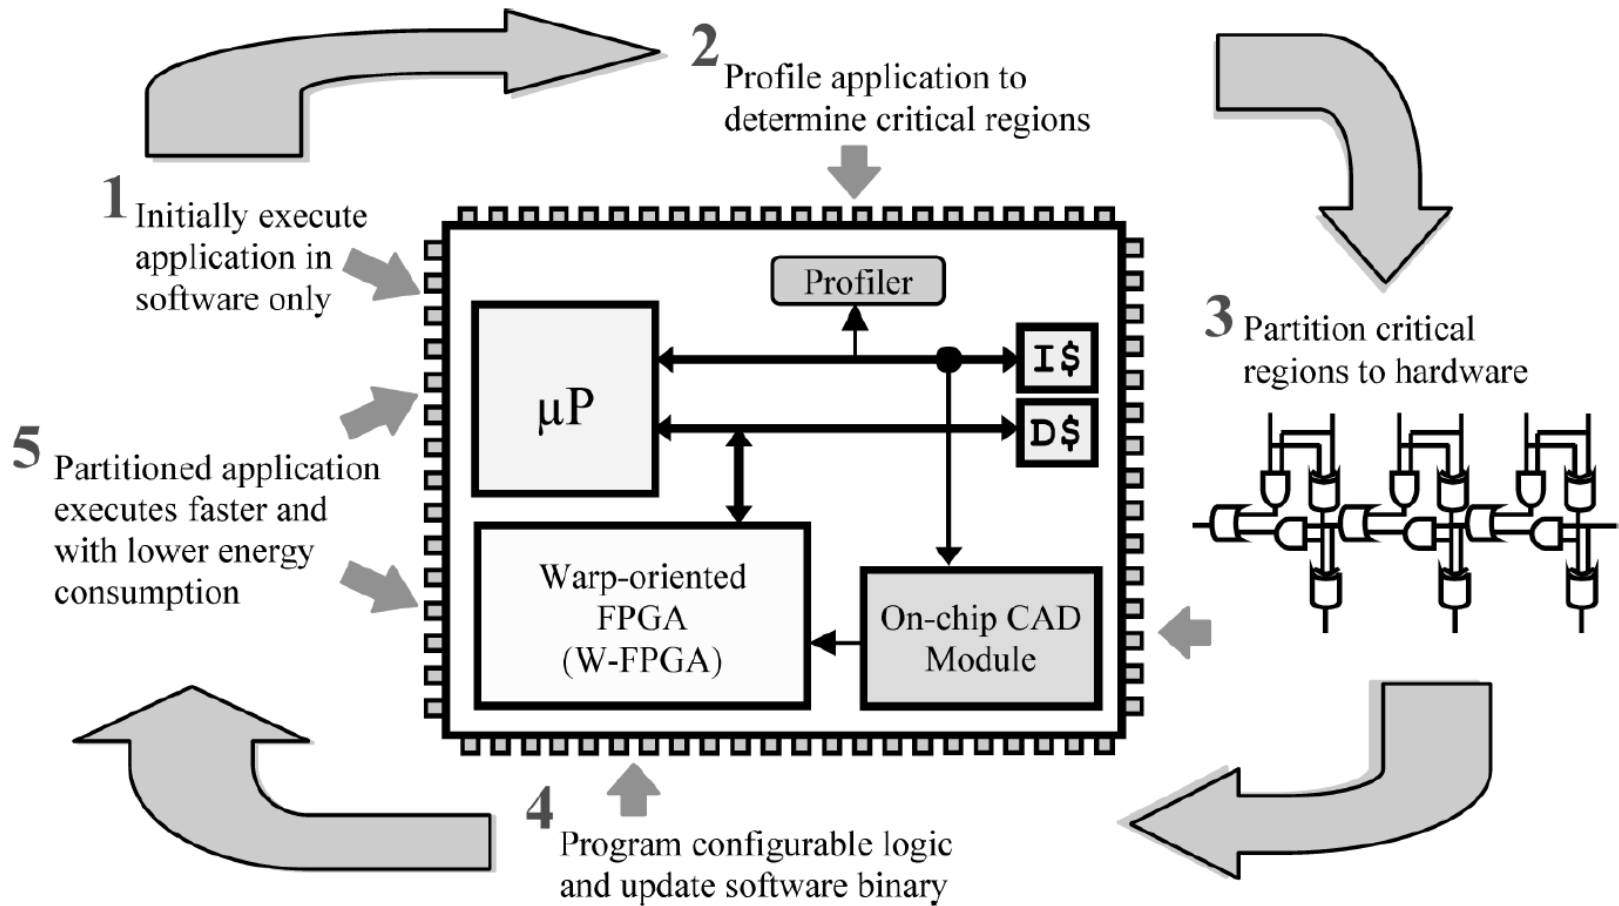 1
Initially execute
application in
software only
2
Profile application to
determine critical regions
3
Partition critical
regions to hardware
4
Program configurable logic
and update software binary
5
Partitioned application
executes faster and
with lower energy
consumption
Profiler
µP
I$
D$
Warp-oriented
FPGA
(W-FPGA)
On-chip CAD
Module